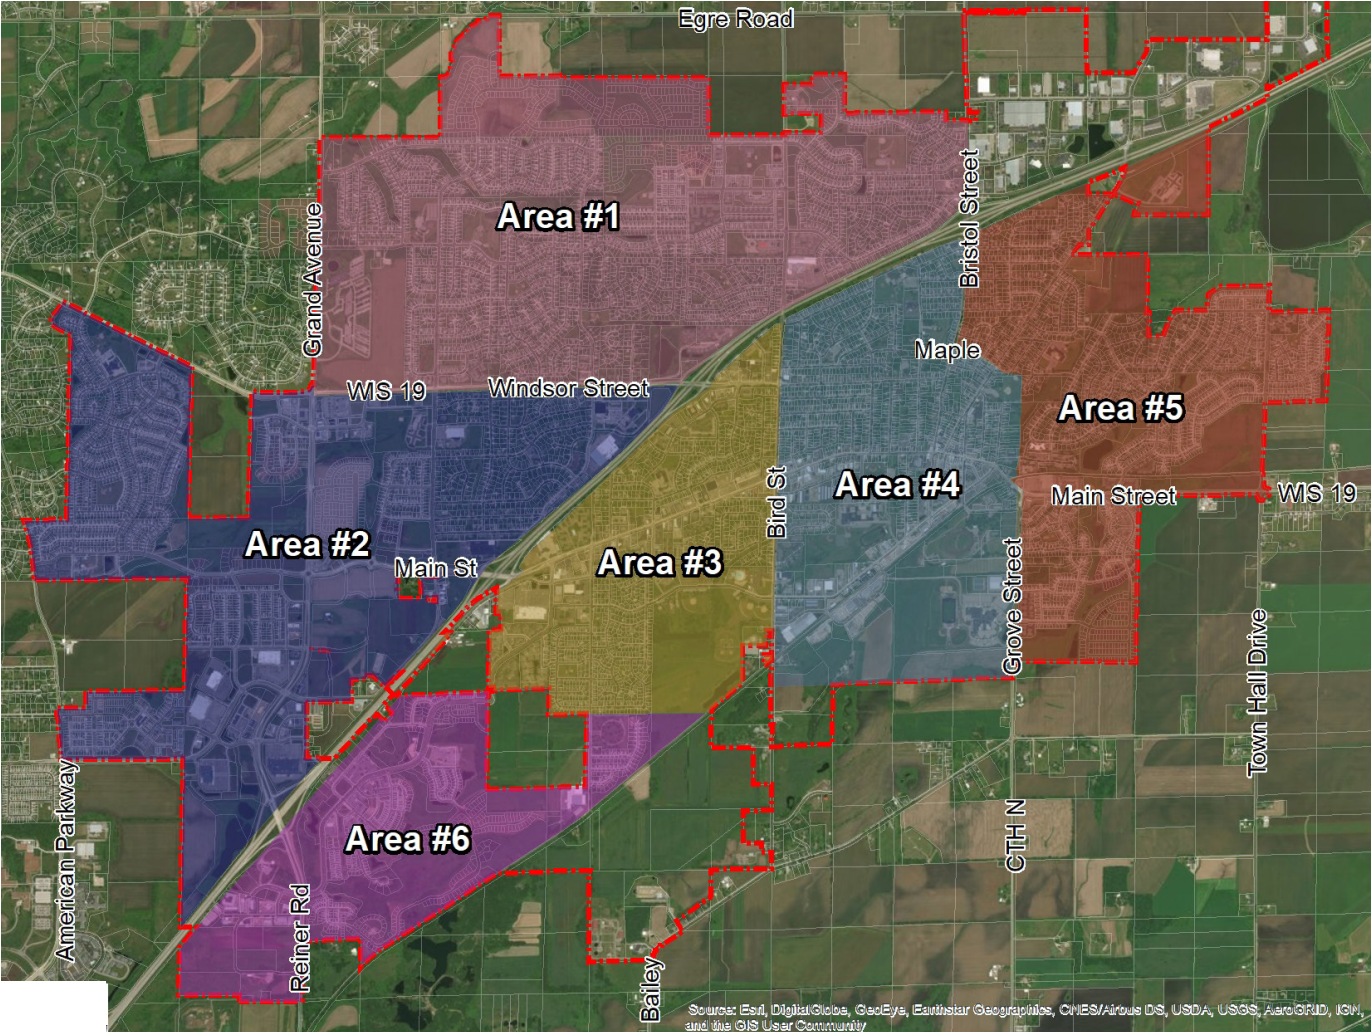 Egre Road
Area #1
Bristol Street
Grand Avenue
Maple
WIS 19
Windsor Street
Area #5
Area #4
Main Street
WIS 19
Bird St
Area #2
Main St
Area #3
Grove Street
Town Hall Drive
American Parkway
Area #6
CTH N
Reiner Rd
Bailey
Source: Esri, DigitalGlobe, GeoEye, Earthstar Geographics, CNES/Airbus DS, USDA, USGS, AeroGRID, IGN,
and the GIS User Community